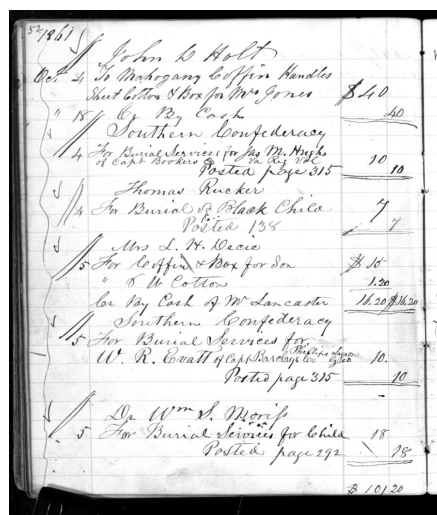 52
1861
John D Holt
Oct 4 To Mahogany Coffin Handles
Sheet Cotton & Box for Mrs Jones $40
" 18 Cr By Cash 40
Southern Confederacy
4 For Burial Services for Jas M. Hughs
of Capt Bookers Co Va Reg Vol 10
Posted page 315 10
Thomas Rucker
4 For Burial of Black Child 7
Posted 138 7
Mrs L. H.
5 For Coffin & Box for Son $ 15
" & W Cotton 1.20
Cr By Cash of Mr Lancaster 16.20 $16.20
Southern Confederacy
5 For Burial Services for
W. R. Evatt of Capt Barclays Co Phillips Legion 10.
Posted page 315 10
Dr Wm S. Moriss
5 For Burial Services for Child 18
Posted page 292 18
$ 101 20